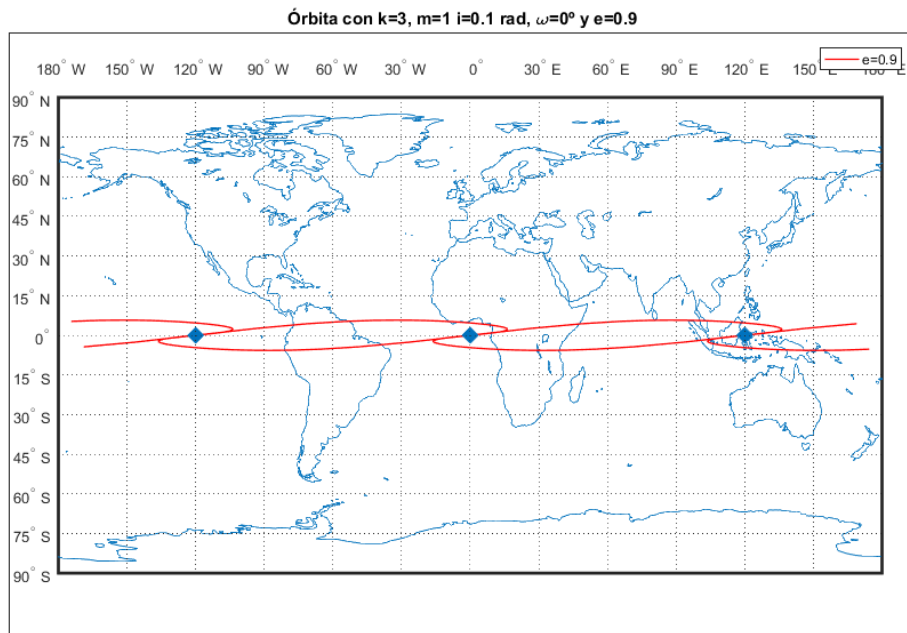 Órbita con k=3, m=1 i=0.1 rad, ω=0º y e=0.9
180° W 150° W 120° W 90° W 60° W 30° W 0° 30° E 60° E 90° E 120° E 150° E 180° E
e=0.9
90° N
75° N
60° N
45° N
30° N
15° N
0°
15° S
30° S
45° S
60° S
75° S
90° S